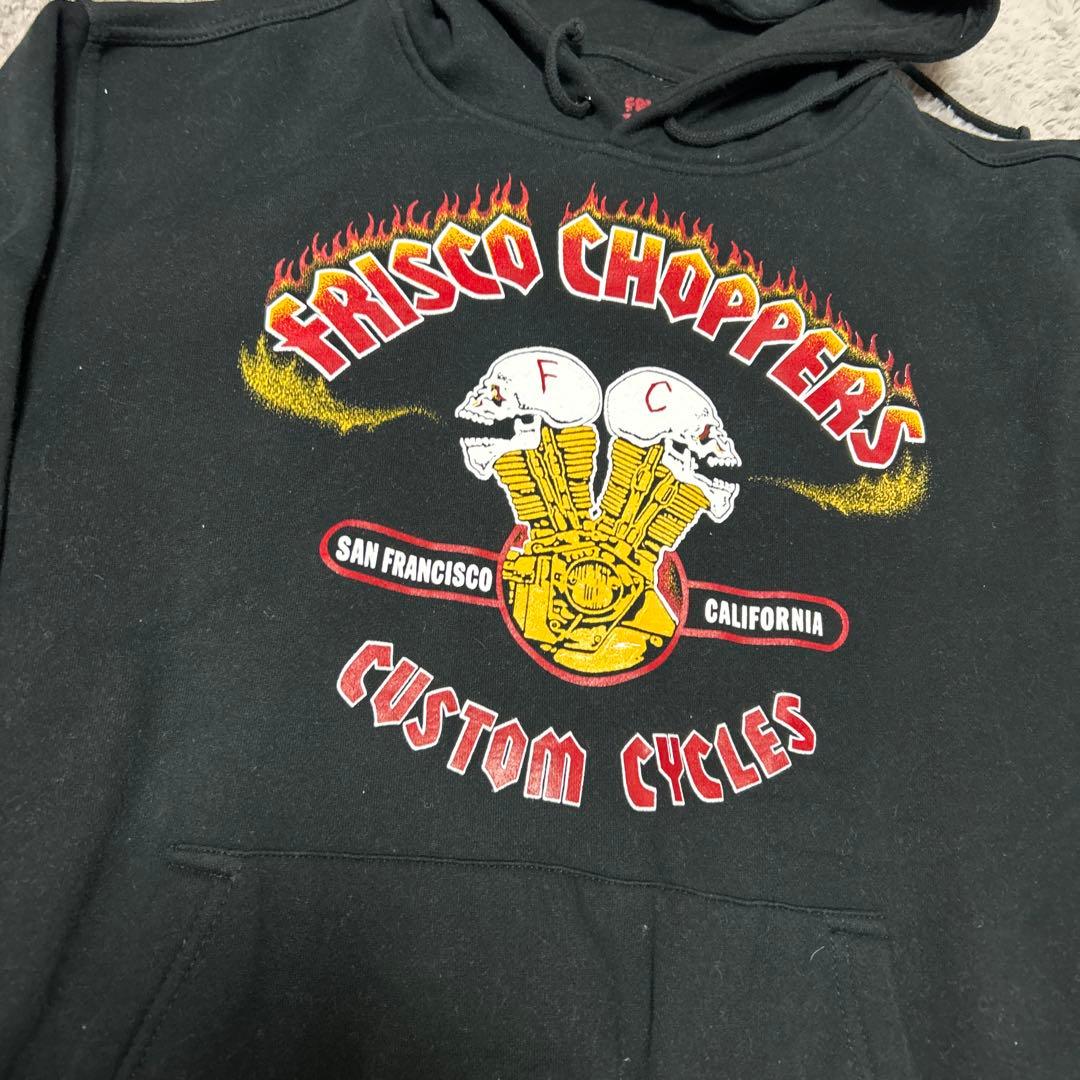 FRISCO CHOPPERS
F C
SAN FRANCISCO
CALIFORNIA
CUSTOM CYCLES